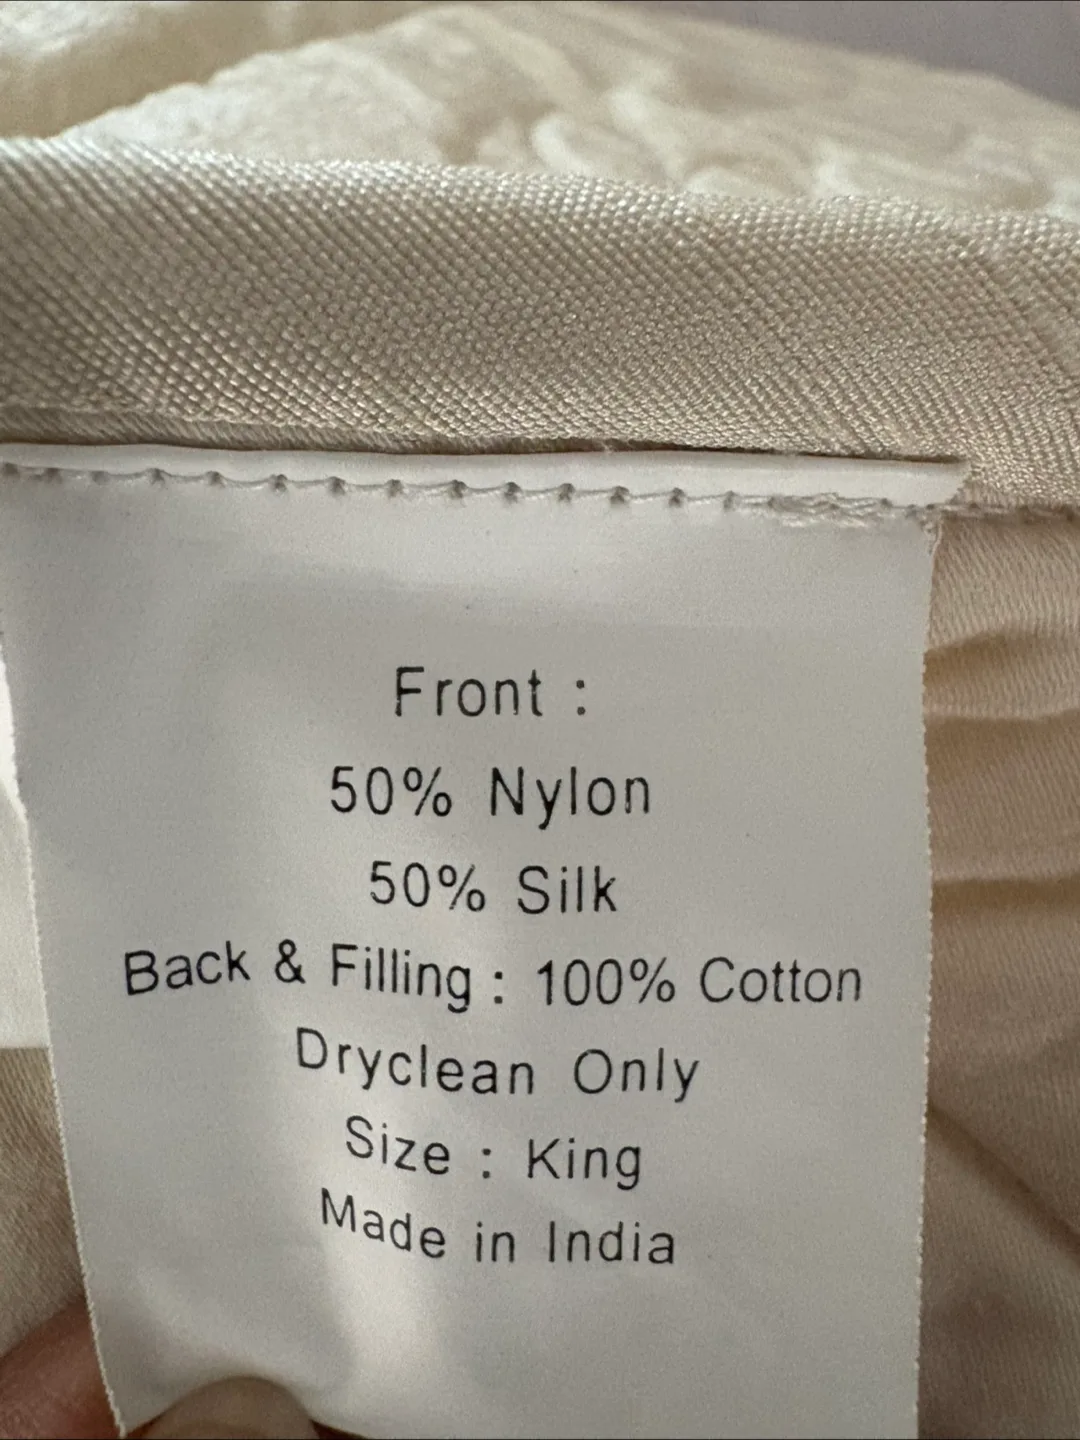 Front :
50% Nylon
50% Silk
Back & Filling : 100% Cotton
Dryclean Only
Size : King
Made in India